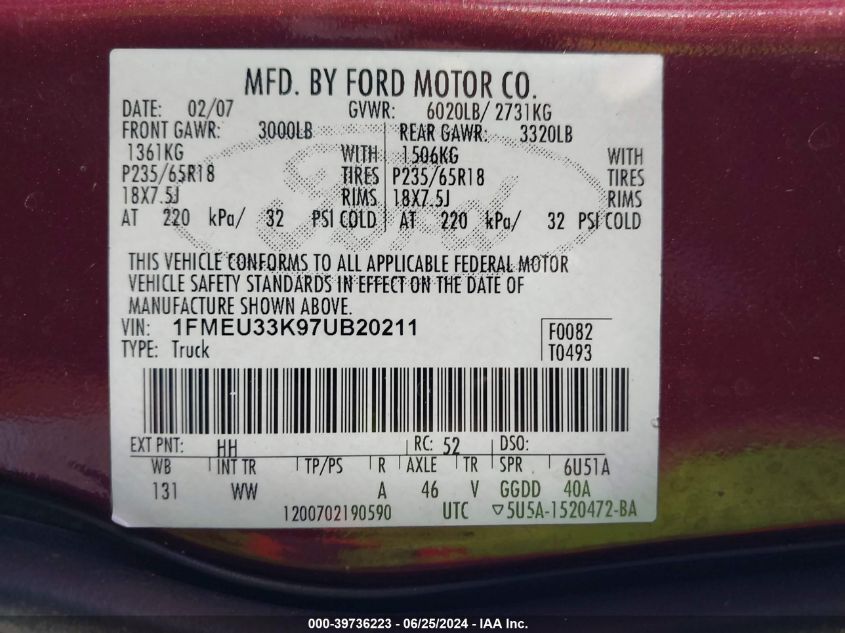 MFD. BY FORD MOTOR CO.
DATE: 02/07 GVWR: 6020LB/ 2731KG
FRONT GAWR: 3000LB REAR GAWR: 3320LB
1361KG WITH 1506KG WITH
P235/65R18 TIRES P235/65R18 TIRES
18X7.5J RIMS 18X7.5J RIMS
AT 220 kPa/ 32 PSI COLD AT 220 kPa/ 32 PSI COLD
Ford
THIS VEHICLE CONFORMS TO ALL APPLICABLE FEDERAL MOTOR
VEHICLE SAFETY STANDARDS IN EFFECT ON THE DATE OF
MANUFACTURE SHOWN ABOVE.
VIN: 1FMEU33K97UB20211 F0082
TYPE: Truck T0493
EXT PNT: HH RC: 52 DSO:
WB INT TR TP/PS R AXLE TR SPR 6U51A
131 WW A 46 V GGDD 40A
1200702190590 UTC ▽5U5A-1520472-BA
000-39736223 - 06/25/2024 - IAA Inc.